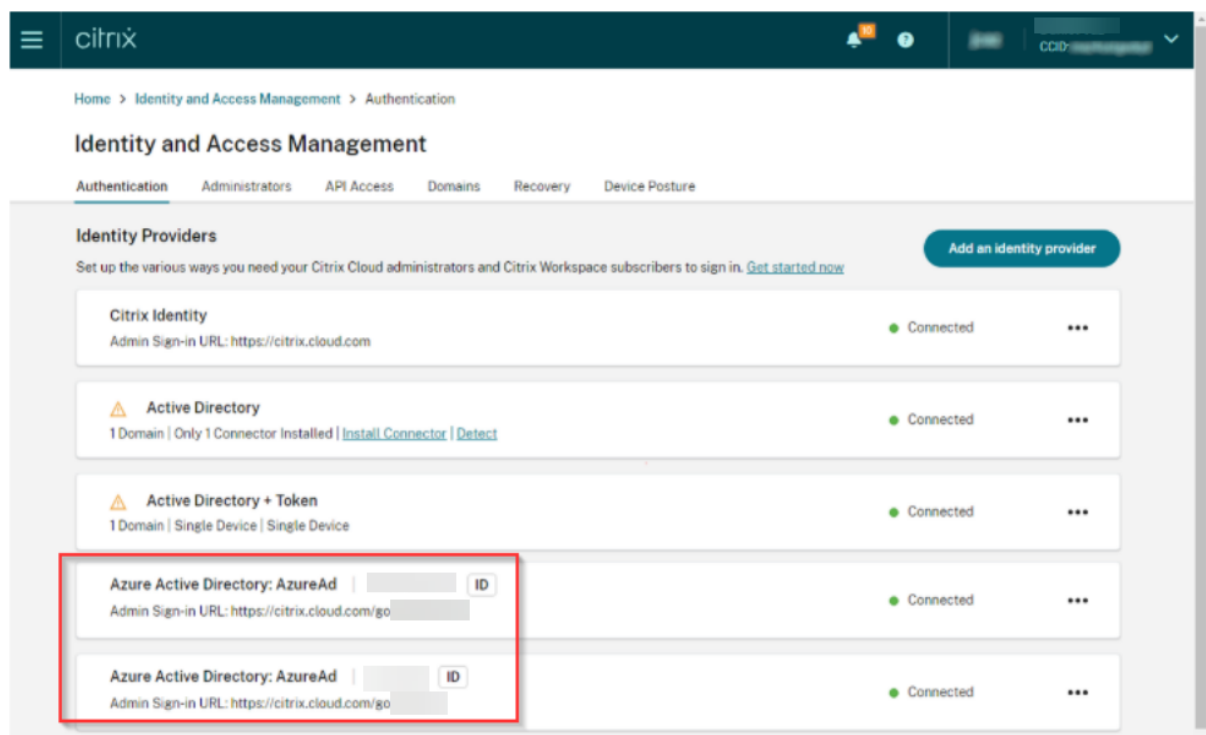 citrix
10
?
CCID:
Home > Identity and Access Management > Authentication
Identity and Access Management
Authentication Administrators API Access Domains Recovery Device Posture
Identity Providers
Add an identity provider
Set up the various ways you need your Citrix Cloud administrators and Citrix Workspace subscribers to sign in. Get started now
Citrix Identity
Admin Sign-in URL: https://citrix.cloud.com
Connected
Active Directory
1 Domain | Only 1 Connector Installed | Install Connector | Detect
Connected
Active Directory + Token
1 Domain | Single Device | Single Device
Connected
Azure Active Directory: AzureAd | ID
Admin Sign-in URL: https://citrix.cloud.com/go
Connected
Azure Active Directory: AzureAd | ID
Admin Sign-in URL: https://citrix.cloud.com/go
Connected